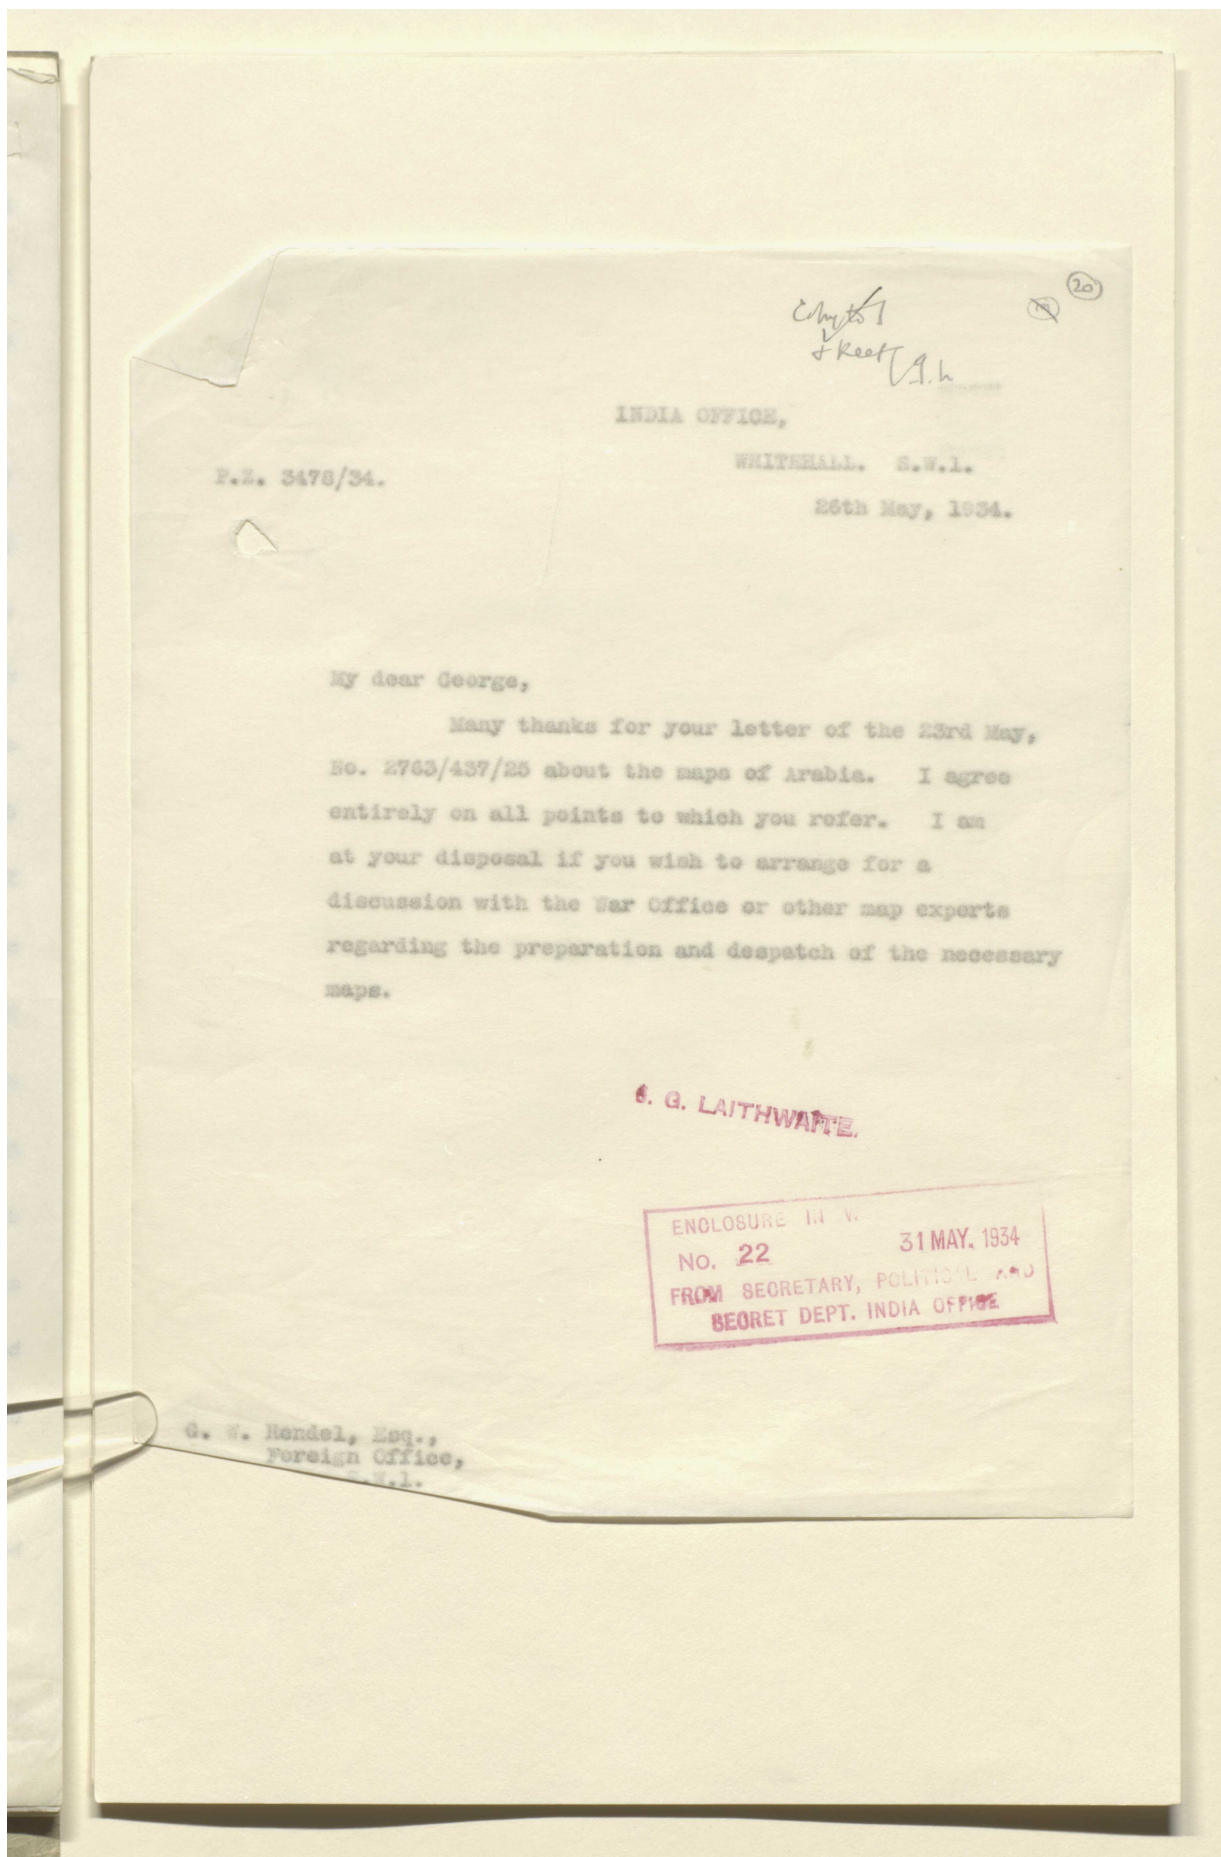 20
INDIA OFFICE,
WHITEHALL. S.W.1.
P.Z. 3478/34.
26th May, 1934.
My dear George,
Many thanks for your letter of the 23rd May,
No. 2763/437/25 about the maps of Arabia. I agree
entirely on all points to which you refer. I am
at your disposal if you wish to arrange for a
discussion with the War Office or other map experts
regarding the preparation and despatch of the necessary
maps.
G. LAITHWAITE.
ENCLOSURE IN
No. 22 31 MAY. 1934
FROM SECRETARY, POLITICAL AND
SECRET DEPT. INDIA OFFICE
G. W. Rendel, Esq.,
Foreign Office,
S.W.1.